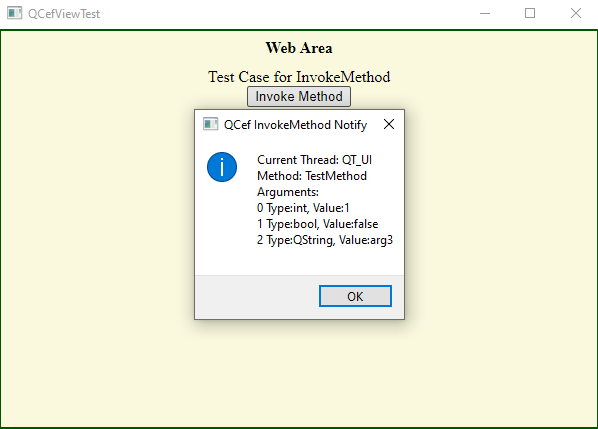 QCefViewTest
Web Area
Test Case for InvokeMethod
Invoke Method
QCef InvokeMethod Notify
Current Thread: QT_UI
Method: TestMethod
Arguments:
0 Type:int, Value:1
1 Type:bool, Value:false
2 Type:QString, Value:arg3
OK